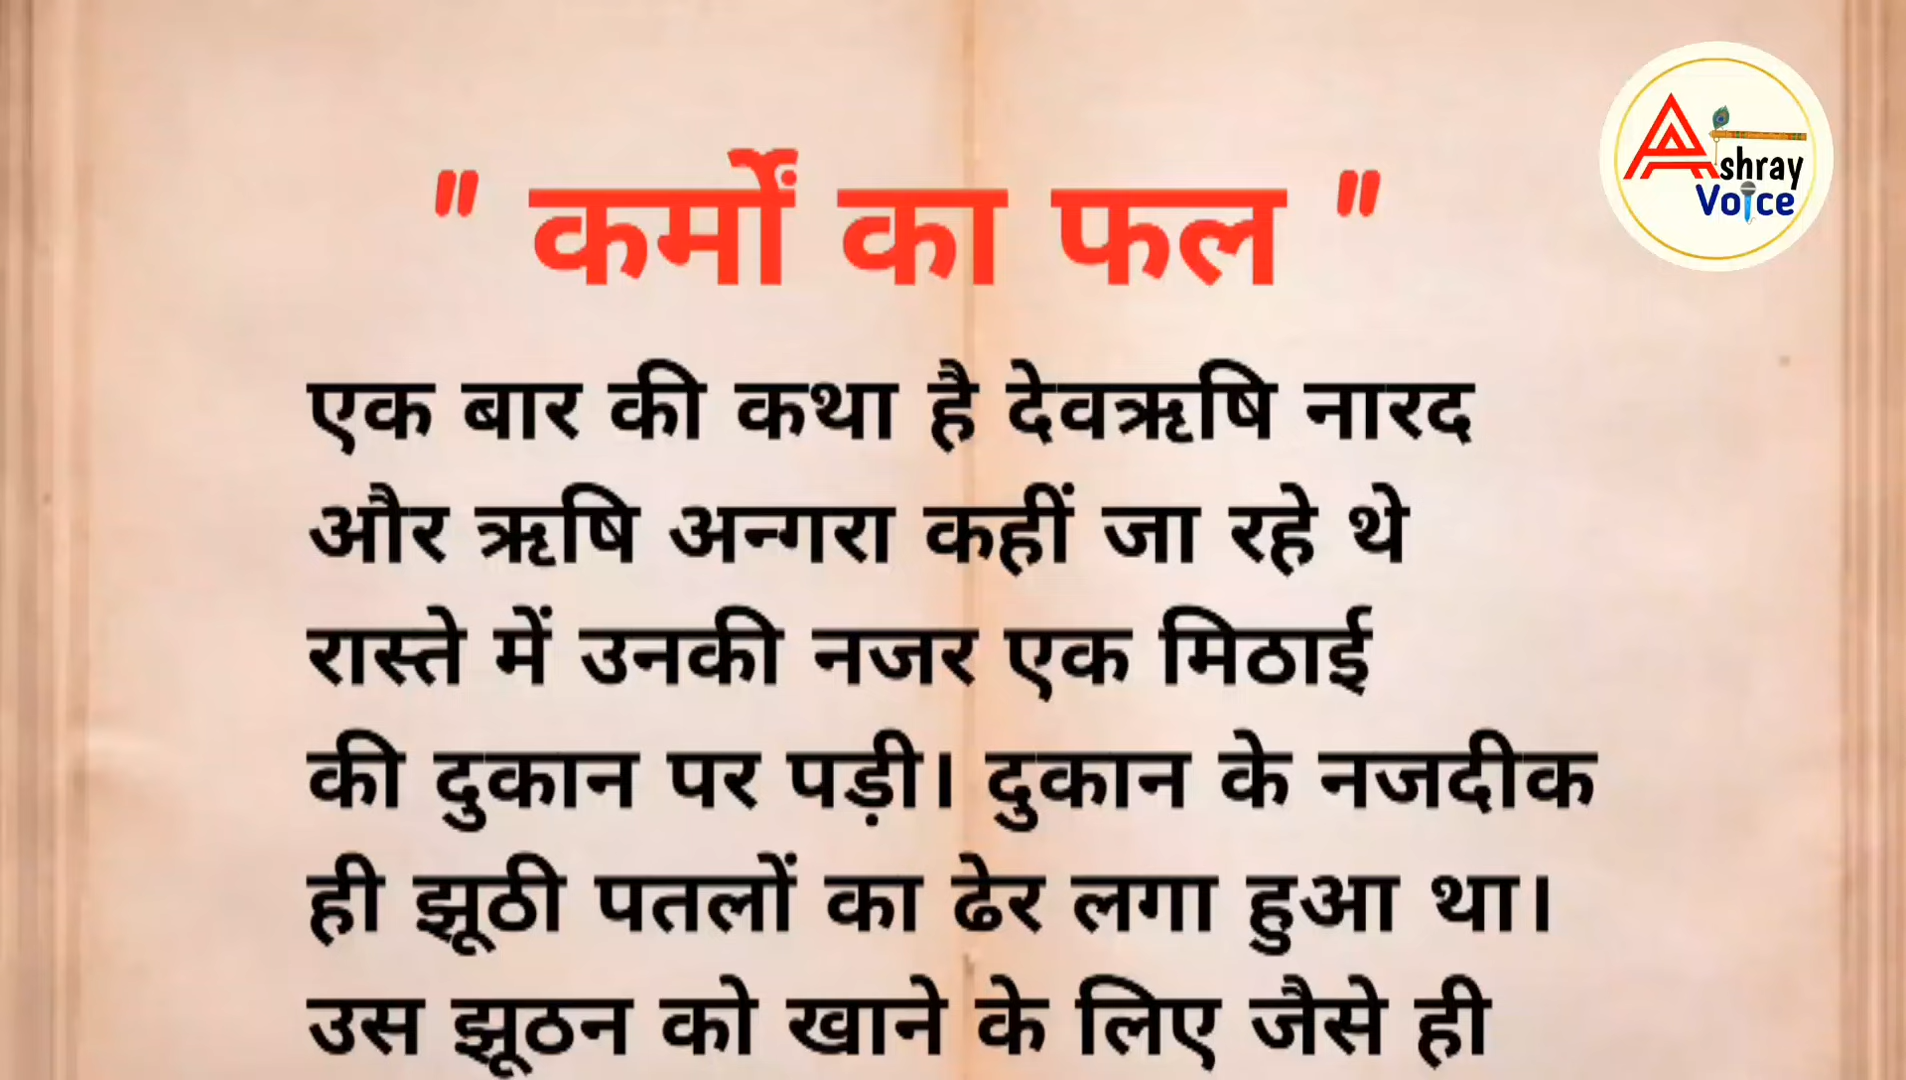 " कर्मों का फल "
Ashray
Voice
एक बार की कथा है देवऋषि नारद
और ऋषि अन्गरा कहीं जा रहे थे
रास्ते में उनकी नजर एक मिठाई
की दुकान पर पड़ी। दुकान के नजदीक
ही झूठी पतलों का ढेर लगा हुआ था।
उस झूठन को खाने के लिए जैसे ही